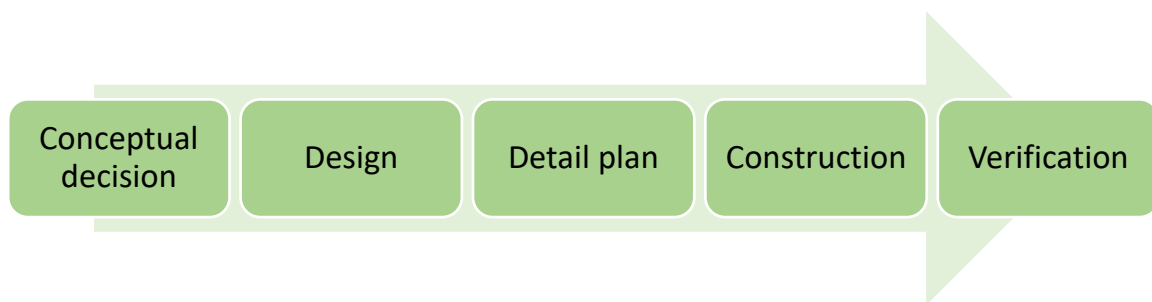 Conceptual
decision
Design
Detail plan
Construction
Verification